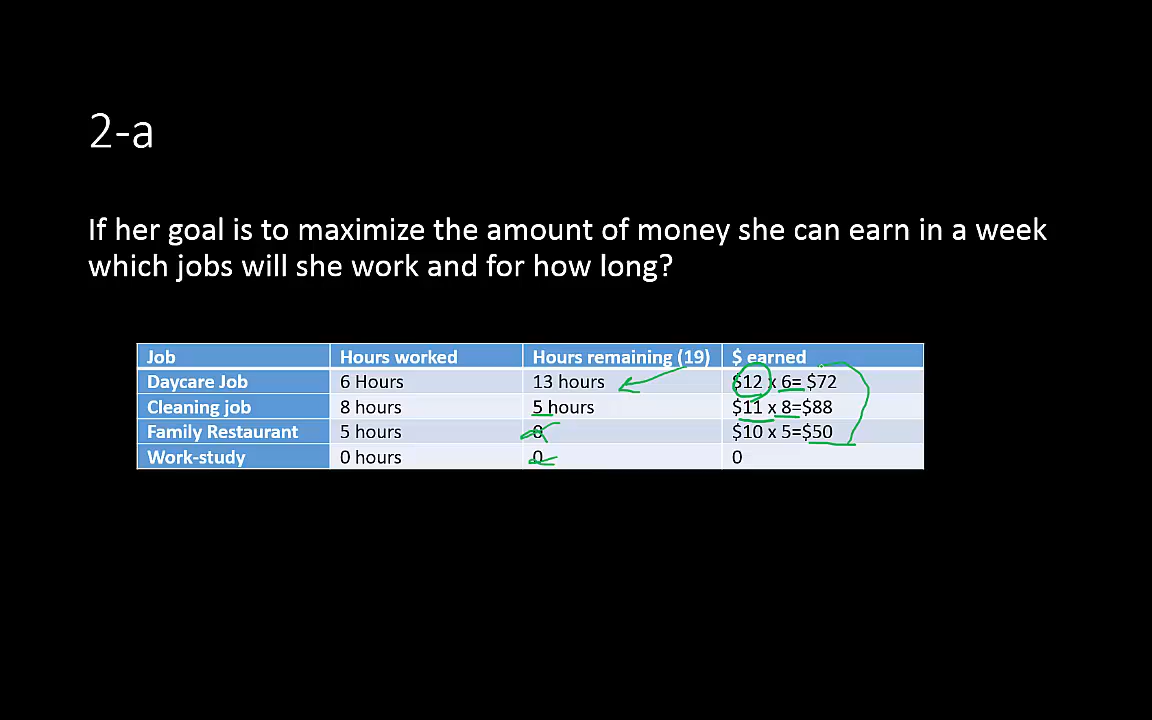 2-a
If her goal is to maximize the amount of money she can earn in a week
which jobs will she work and for how long?
Job Hours worked Hours remaining (19) $ earned
Daycare Job 6 Hours 13 hours $12 x 6= $72
Cleaning job 8 hours 5 hours $11 x 8=$88
Family Restaurant 5 hours 0 $10 x 5=$50
Work-study 0 hours 0 0